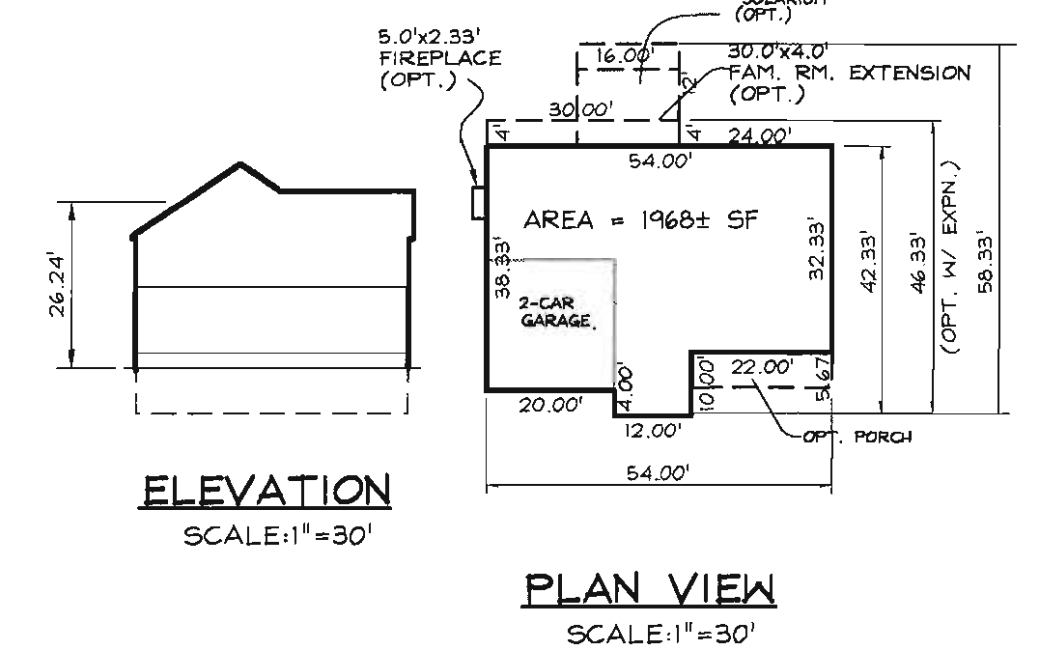 (OPT.)
5.0'x2.33'
FIREPLACE
(OPT.)
16.00'
30.0'x4.0'
FAM. RM. EXTENSION
(OPT.)
12'
30.00'
4'
4'
24.00'
54.00'
AREA = 1968± SF
26.24'
38.33'
32.33'
42.33'
46.33'
(OPT. W/ EXPN.)
58.33'
2-CAR
GARAGE.
22.00'
4.00'
10.00'
5.67'
20.00'
12.00'
OPT. PORCH
54.00'
ELEVATION
SCALE:1"=30'
PLAN VIEW
SCALE:1"=30'